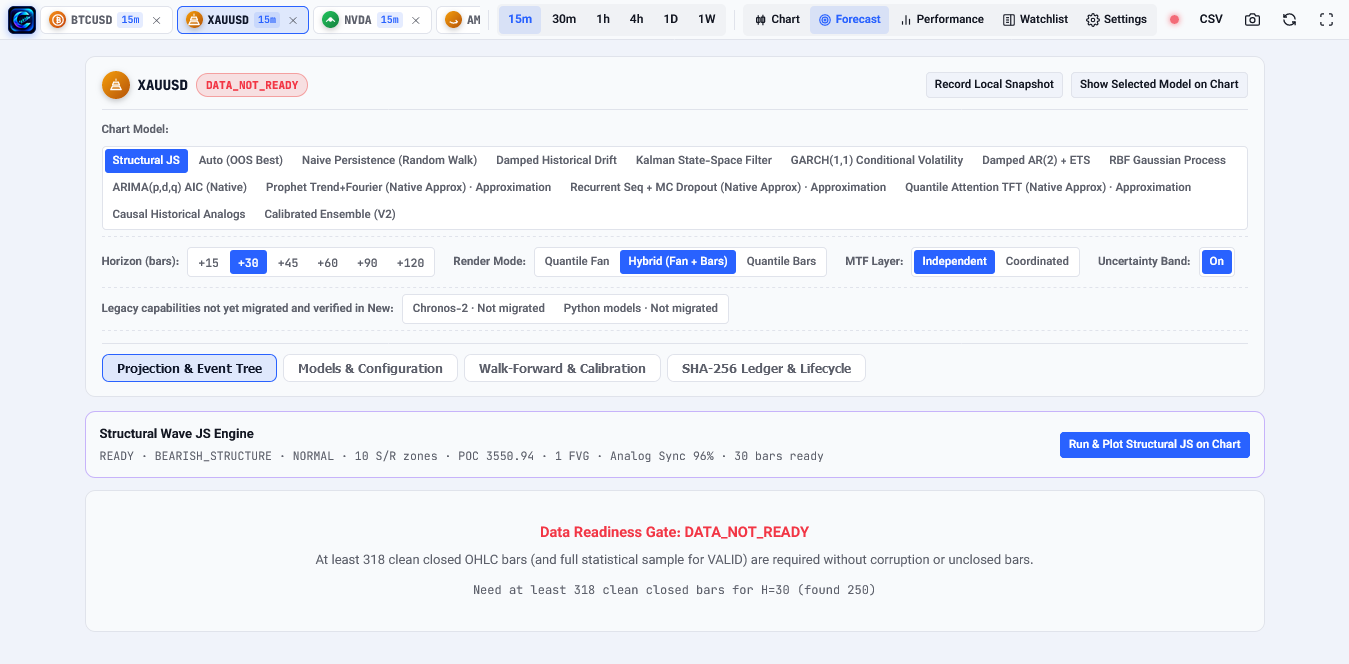 BTCUSD 15m × XAUUSD 15m × NVDA 15m × AM 15m 30m 1h 4h 1D 1W Chart Forecast Performance Watchlist Settings CSV
XAUUSD DATA_NOT_READY Record Local Snapshot Show Selected Model on Chart
Chart Model:
Structural JS Auto (OOS Best) Naive Persistence (Random Walk) Damped Historical Drift Kalman State-Space Filter GARCH(1,1) Conditional Volatility Damped AR(2) + ETS RBF Gaussian Process
ARIMA(p,d,q) AIC (Native) Prophet Trend+Fourier (Native Approx) · Approximation Recurrent Seq + MC Dropout (Native Approx) · Approximation Quantile Attention TFT (Native Approx) · Approximation
Causal Historical Analogs Calibrated Ensemble (V2)
Horizon (bars): +15 +30 +45 +60 +90 +120 Render Mode: Quantile Fan Hybrid (Fan + Bars) Quantile Bars MTF Layer: Independent Coordinated Uncertainty Band: On
Legacy capabilities not yet migrated and verified in New: Chronos-2 · Not migrated Python models · Not migrated
Projection & Event Tree Models & Configuration Walk-Forward & Calibration SHA-256 Ledger & Lifecycle
Structural Wave JS Engine
READY · BEARISH_STRUCTURE · NORMAL · 10 S/R zones · POC 3550.94 · 1 FVG · Analog Sync 96% · 30 bars ready
Run & Plot Structural JS on Chart
Data Readiness Gate: DATA_NOT_READY
At least 318 clean closed OHLC bars (and full statistical sample for VALID) are required without corruption or unclosed bars.
Need at least 318 clean closed bars for H=30 (found 250)